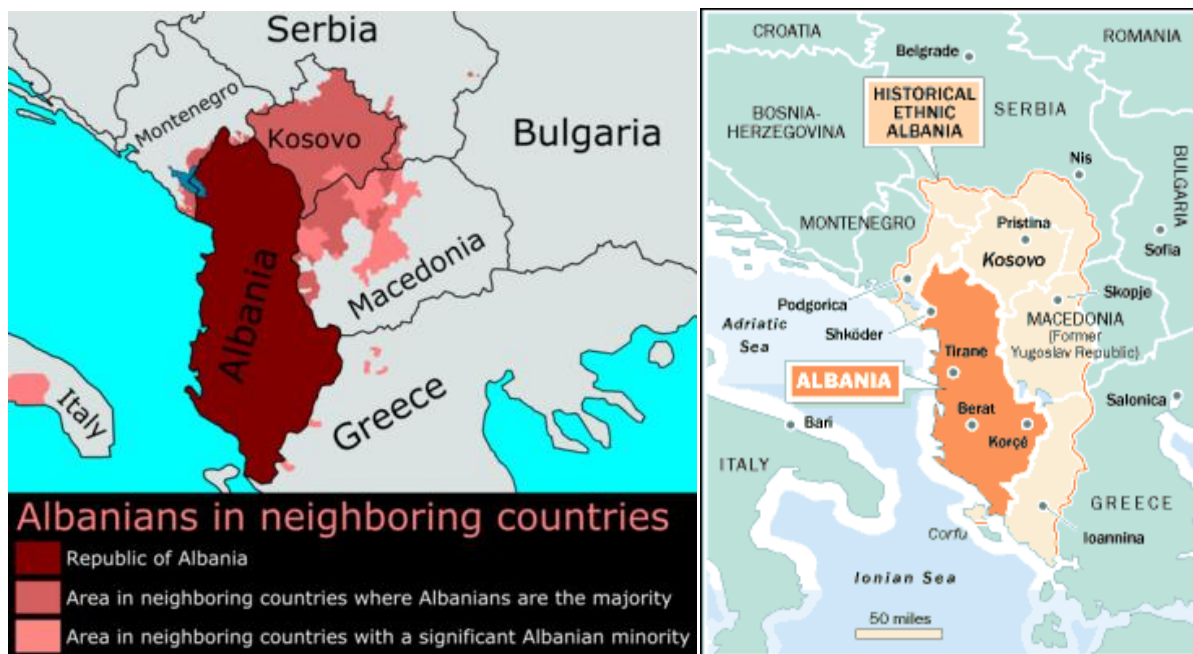 Serbia
Montenegro
Kosovo
Bulgaria
Albania
Macedonia
Italy
Greece
Albanians in neighboring countries
Republic of Albania
Area in neighboring countries where Albanians are the majority
Area in neighboring countries with a significant Albanian minority
CROATIA
ROMANIA
Belgrade
HISTORICAL
ETHNIC
ALBANIA
BOSNIA-
HERZEGOVINA
SERBIA
Nis
BULGARIA
MONTENEGRO
Pristina
Sofia
Kosovo
Podgorica
Skopje
Adriatic
Sea
Shköder
MACEDONIA
(Former
Yugoslav Republic)
Tirane
ALBANIA
Salonica
Berat
Bari
Korçë
ITALY
GREECE
Corfu
Ioannina
Ionian Sea
50 miles